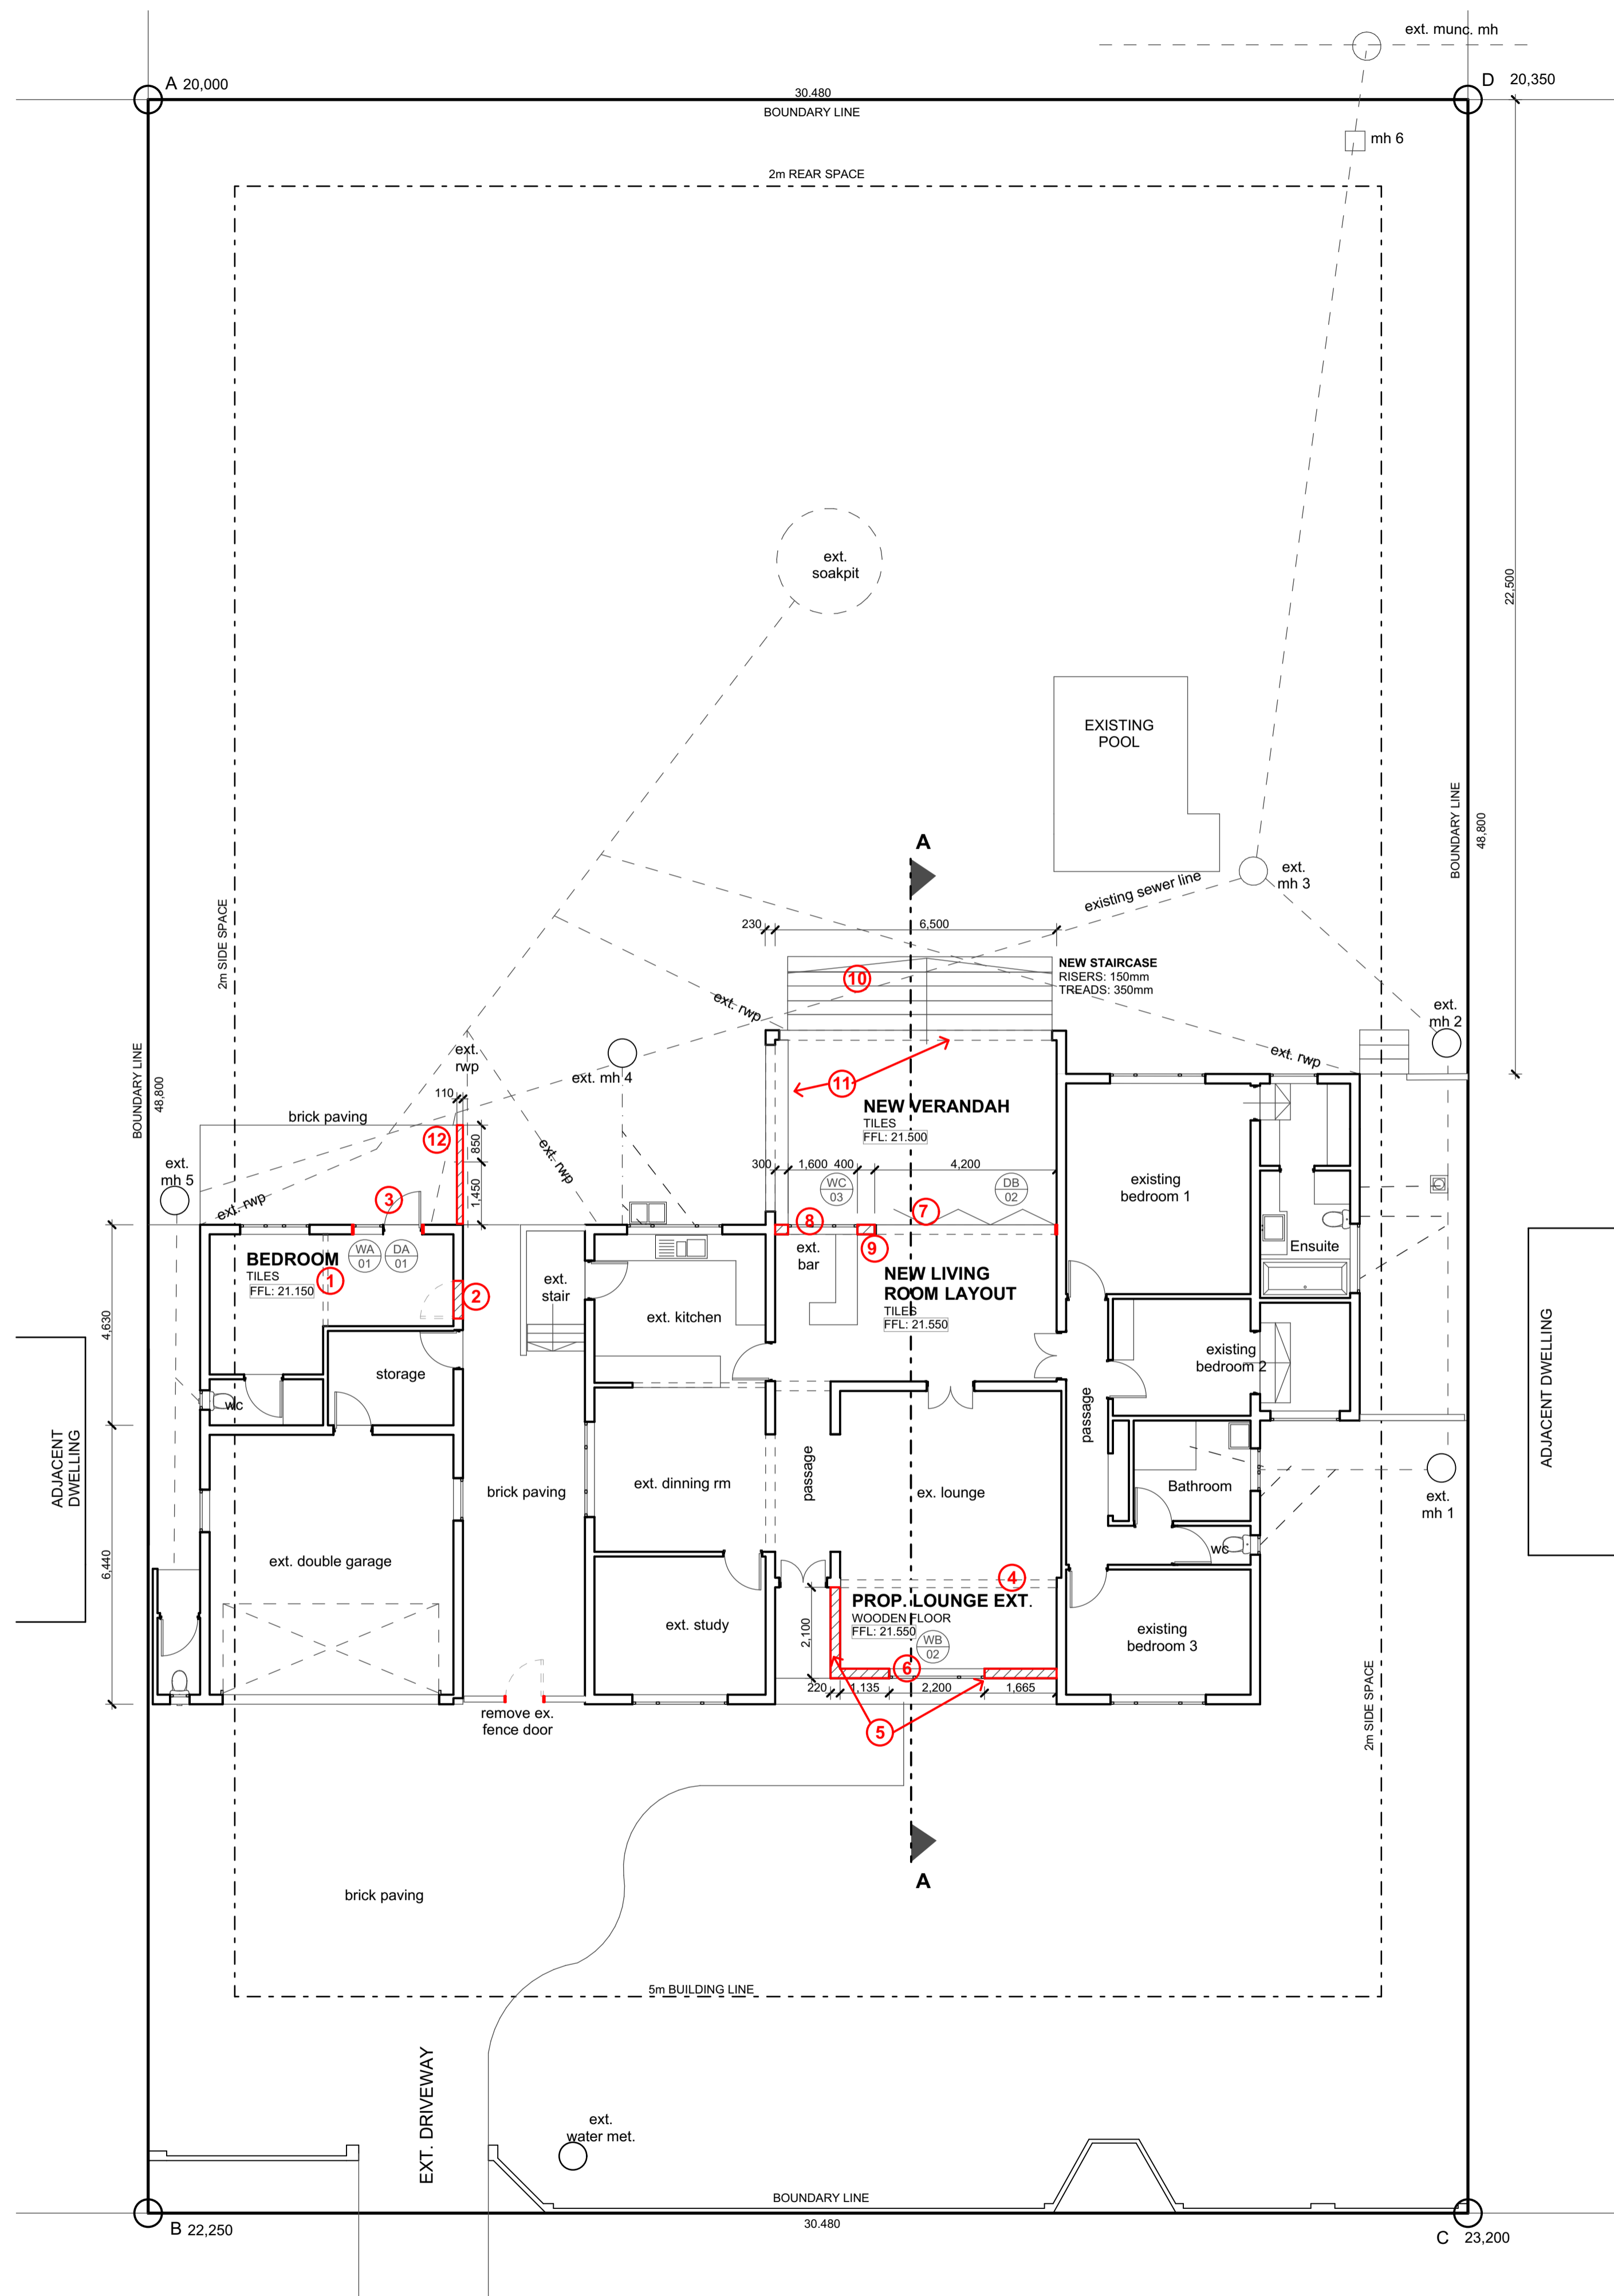 ext. munc. mh
A 20,000
D 20,350
30.480
BOUNDARY LINE
mh 6
2m REAR SPACE
ext.
soakpit
22,500
EXISTING
POOL
BOUNDARY LINE
48,800
A
ext.
mh 3
existing sewer line
2m SIDE SPACE
230
6,500
NEW STAIRCASE
RISERS: 150mm
TREADS: 350mm
10
ext. rwp
ext.
mh 2
ext.
rwp
ext. mh 4
ext. rwp
BOUNDARY LINE
48,800
11
110
NEW VERANDAH
TILES
FFL: 21.500
brick paving
12
850
1,450
ext. rwp
300
1,600
400
4,200
ext.
mh 5
ext. rwp
3
WC
03
DB
02
existing
bedroom 1
7
8
9
BEDROOM
TILES
FFL: 21.150
1
WA
01
DA
01
2
ext.
bar
NEW LIVING
ROOM LAYOUT
TILES
FFL: 21.550
Ensuite
ext.
stair
ext. kitchen
4,630
existing
bedroom 2
storage
wc
passage
ADJACENT
DWELLING
ADJACENT DWELLING
brick paving
ext. dinning rm
passage
ex. lounge
Bathroom
ext.
mh 1
wc
6,440
ext. double garage
4
PROP. LOUNGE EXT.
WOODEN FLOOR
FFL: 21.550
WB
02
2,100
ext. study
existing
bedroom 3
6
220
1,135
2,200
1,665
remove ex.
fence door
5
2m SIDE SPACE
A
brick paving
5m BUILDING LINE
EXT. DRIVEWAY
ext.
water met.
BOUNDARY LINE
30.480
B 22,250
C 23,200